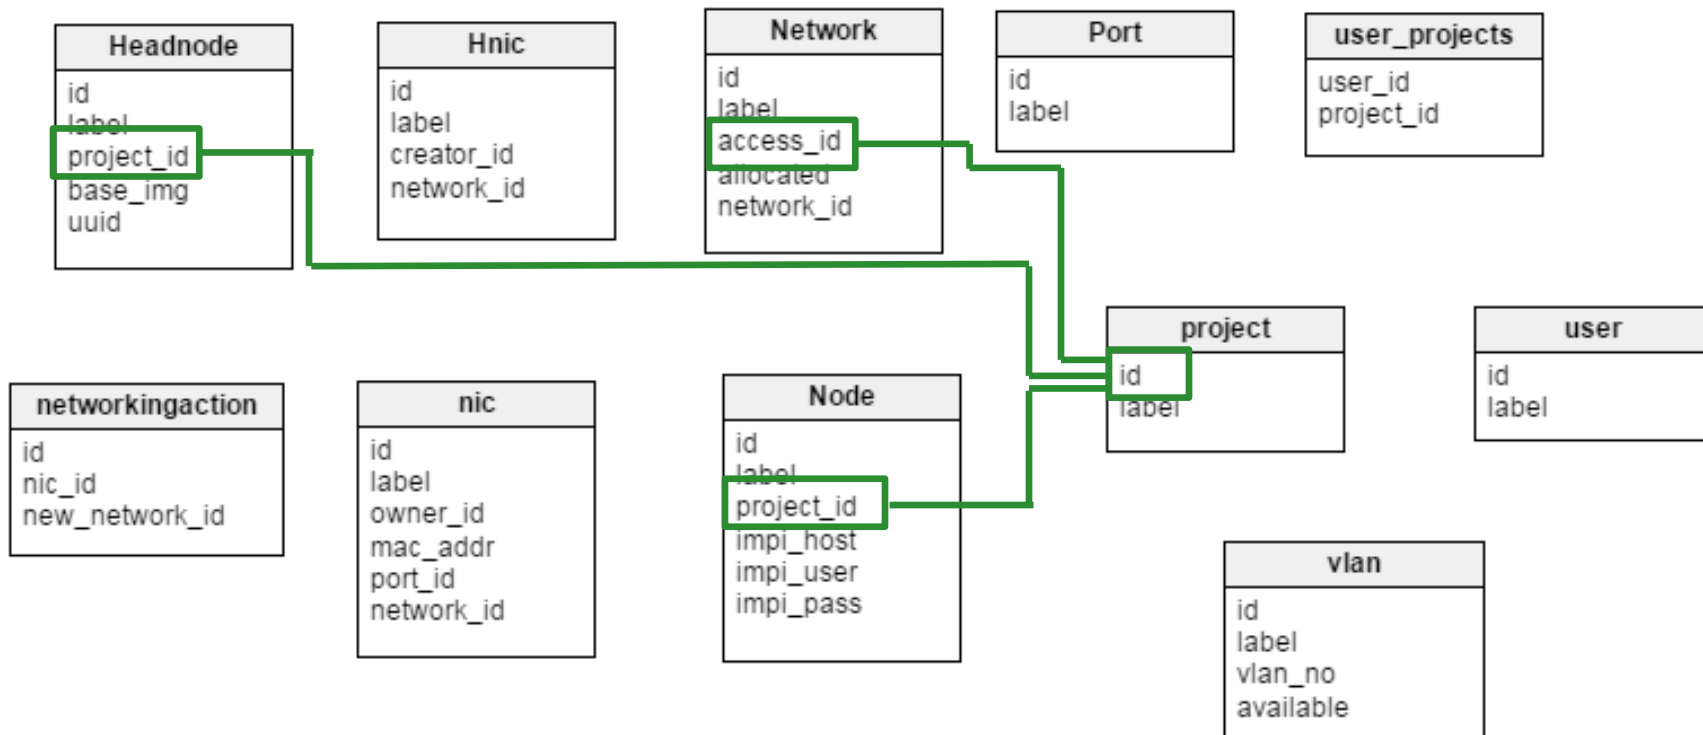 Headnode
id
label
project_id
base_img
uuid
Hnic
id
label
creator_id
network_id
Network
id
label
access_id
allocated
network_id
Port
id
label
user_projects
user_id
project_id
networkingaction
id
nic_id
new_network_id
nic
id
label
owner_id
mac_addr
port_id
network_id
Node
id
label
project_id
impi_host
impi_user
impi_pass
project
id
label
user
id
label
vlan
id
label
vlan_no
available